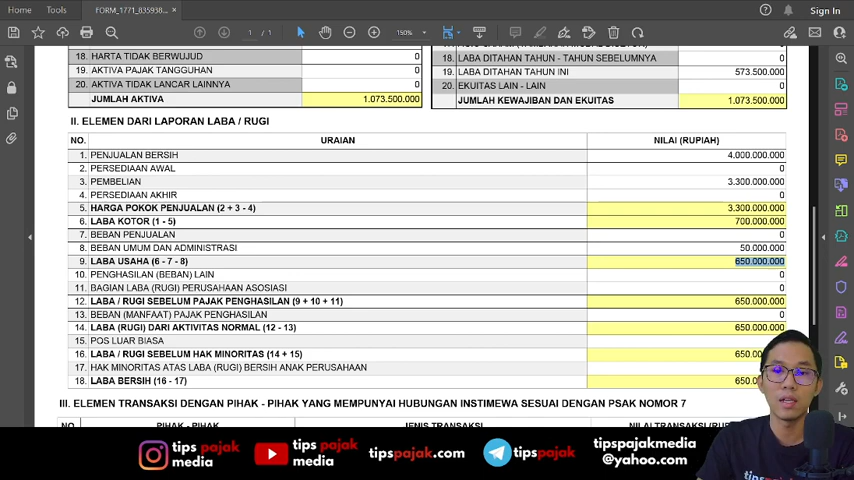 Home Tools FORM_1771_835938... × Sign In
1 / 1 150%
18. HARTA TIDAK BERWUJUD 0
19. AKTIVA PAJAK TANGGUHAN 0
20. AKTIVA TIDAK LANCAR LAINNYA 0
JUMLAH AKTIVA 1.073.500.000
0
18. LABA DITAHAN TAHUN - TAHUN SEBELUMNYA 0
19. LABA DITAHAN TAHUN INI 573.500.000
20. EKUITAS LAIN - LAIN 0
JUMLAH KEWAJIBAN DAN EKUITAS 1.073.500.000
II. ELEMEN DARI LAPORAN LABA / RUGI
NO. URAIAN NILAI (RUPIAH)
1. PENJUALAN BERSIH 4.000.000.000
2. PERSEDIAAN AWAL 0
3. PEMBELIAN 3.300.000.000
4. PERSEDIAAN AKHIR 0
5. HARGA POKOK PENJUALAN (2 + 3 - 4) 3.300.000.000
6. LABA KOTOR (1 - 5) 700.000.000
7. BEBAN PENJUALAN 0
8. BEBAN UMUM DAN ADMINISTRASI 50.000.000
9. LABA USAHA (6 - 7 - 8) 650.000.000
10. PENGHASILAN (BEBAN) LAIN 0
11. BAGIAN LABA (RUGI) PERUSAHAAN ASOSIASI 0
12. LABA / RUGI SEBELUM PAJAK PENGHASILAN (9 + 10 + 11) 650.000.000
13. BEBAN (MANFAAT) PAJAK PENGHASILAN 0
14. LABA (RUGI) DARI AKTIVITAS NORMAL (12 - 13) 650.000.000
15. POS LUAR BIASA
16. LABA / RUGI SEBELUM HAK MINORITAS (14 + 15) 650.
17. HAK MINORITAS ATAS LABA (RUGI) BERSIH ANAK PERUSAHAAN
18. LABA BERSIH (16 - 17) 650.
III. ELEMEN TRANSAKSI DENGAN PIHAK - PIHAK YANG MEMPUNYAI HUBUNGAN INSTIMEWA SESUAI DENGAN PSAK NOMOR 7
NO. PIHAK - PIHAK JENIS TRANSAKSI NILAI TRANSAKSI (RUP
tips pajak media
tips pajak media
tipspajak.com
tipspajak
tipspajakmedia
@yahoo.com